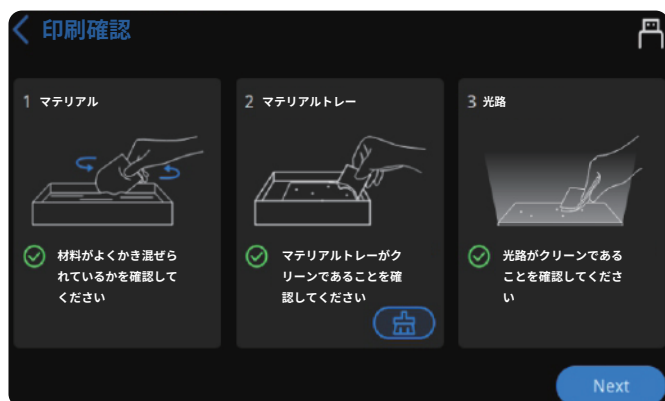 印刷確認
1 マテリアル
材料がよくかき混ぜら
れているかを確認して
ください
2 マテリアルトレー
マテリアルトレーがク
リーンであることを確
認してください
3 光路
光路がクリーンである
ことを確認してくださ
い
Next